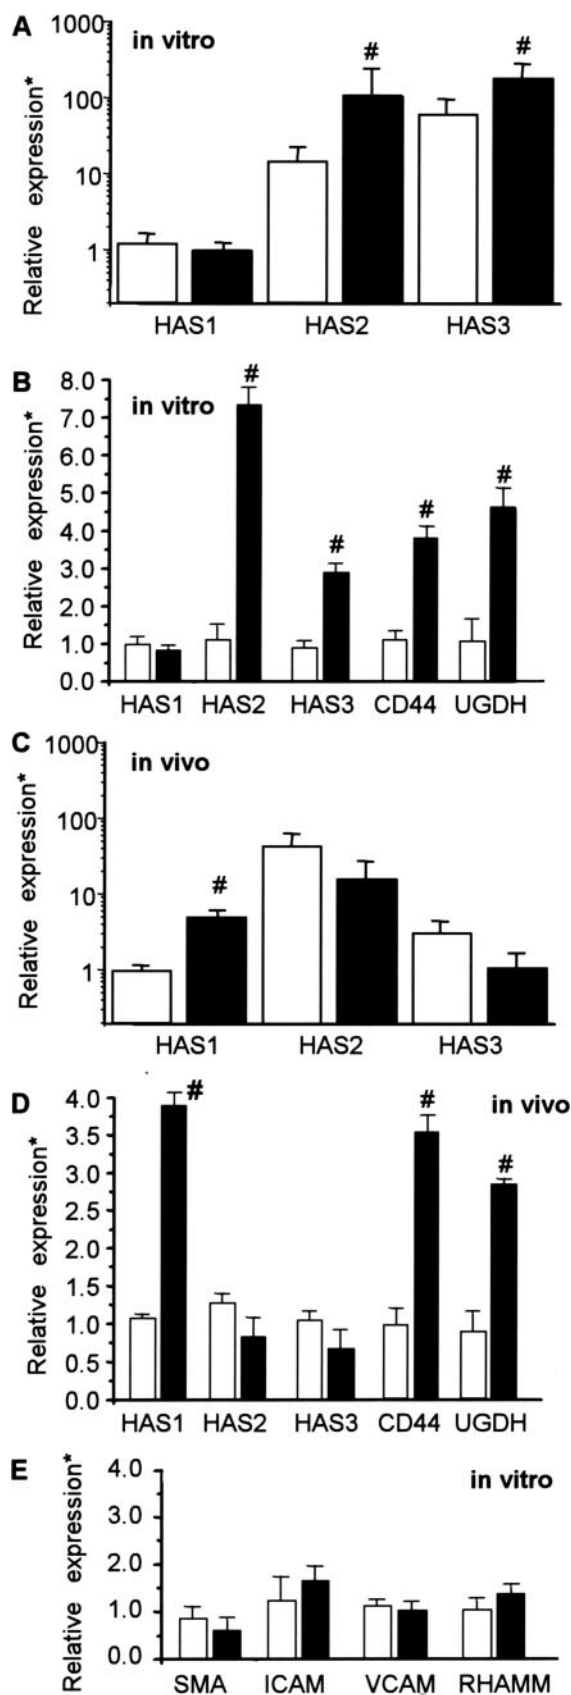 A
in vitro
Relative expression*
1000
100
10
1
#
#
HAS1 HAS2 HAS3
B
in vitro
Relative expression*
8.0
7.0
6.0
5.0
4.0
3.0
2.0
1.0
0.0
#
#
#
#
HAS1 HAS2 HAS3 CD44 UGDH
C
in vivo
Relative expression*
1000
100
10
1
#
HAS1 HAS2 HAS3
D
in vivo
Relative expression*
4.0
3.5
3.0
2.5
2.0
1.5
1.0
0.5
0.0
#
#
#
HAS1 HAS2 HAS3 CD44 UGDH
E
in vitro
Relative expression*
4.0
3.0
2.0
1.0
0.0
SMA ICAM VCAM RHAMM